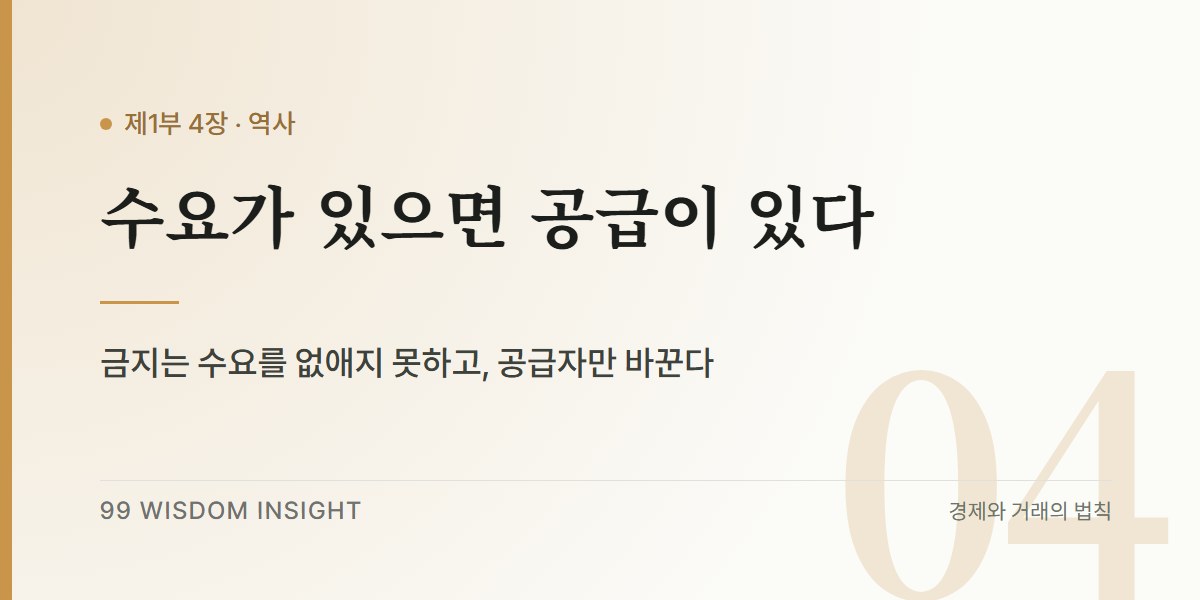 제1부 4장 · 역사
수요가 있으면 공급이 있다
금지는 수요를 없애지 못하고, 공급자만 바꾼다
99 WISDOM INSIGHT
경제와 거래의 법칙
04